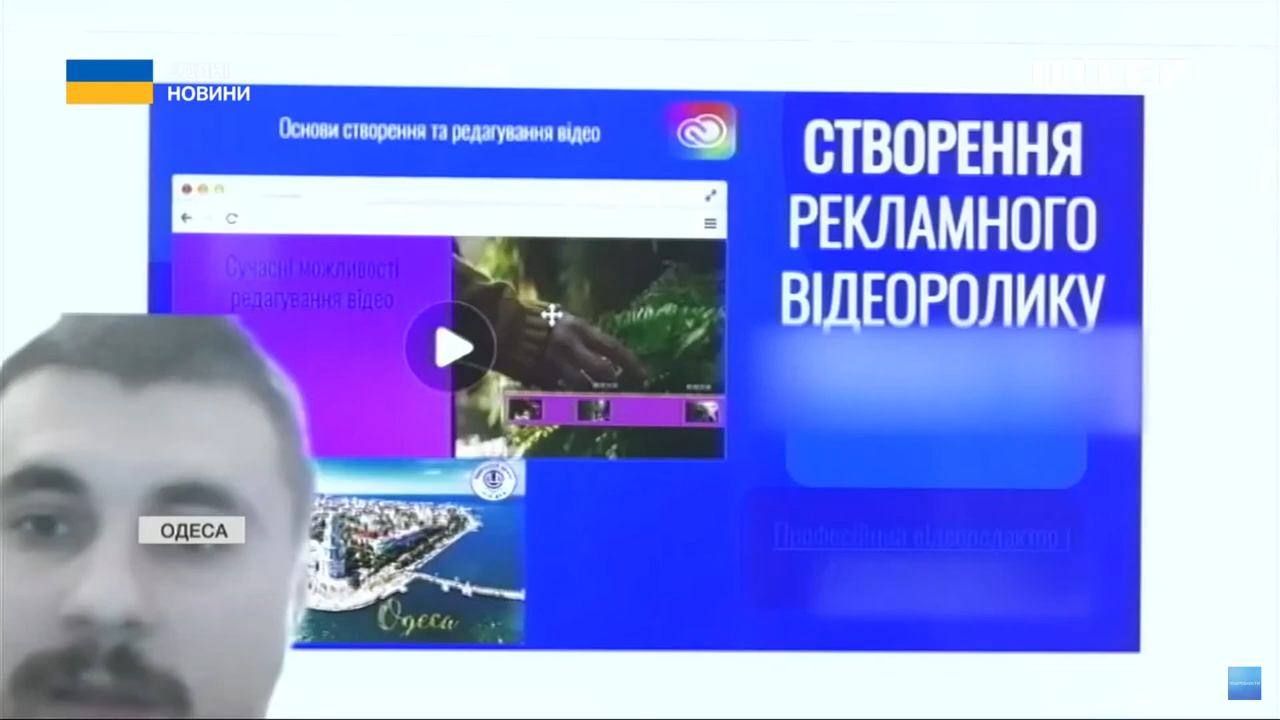 НОВИНИ
Основи створення та редагування відео
СТВОРЕННЯ
РЕКЛАМНОГО
ВІДЕОРОЛИКУ
Сучасні можливості
редагування відео
ОДЕСА
Одеса